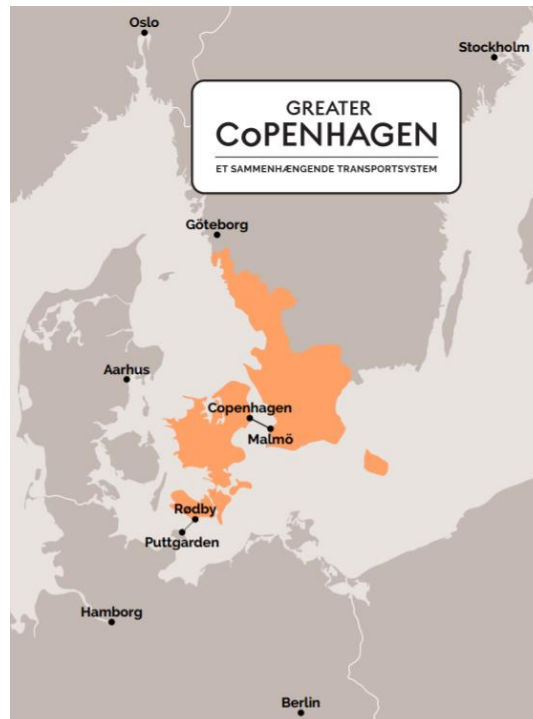 Oslo
Stockholm
GREATER
CoPENHAGEN
ET SAMMENHÆNGENDE TRANSPORTSYSTEM
Göteborg
Aarhus
Copenhagen
Malmö
Rødby
Puttgarden
Hamborg
Berlin